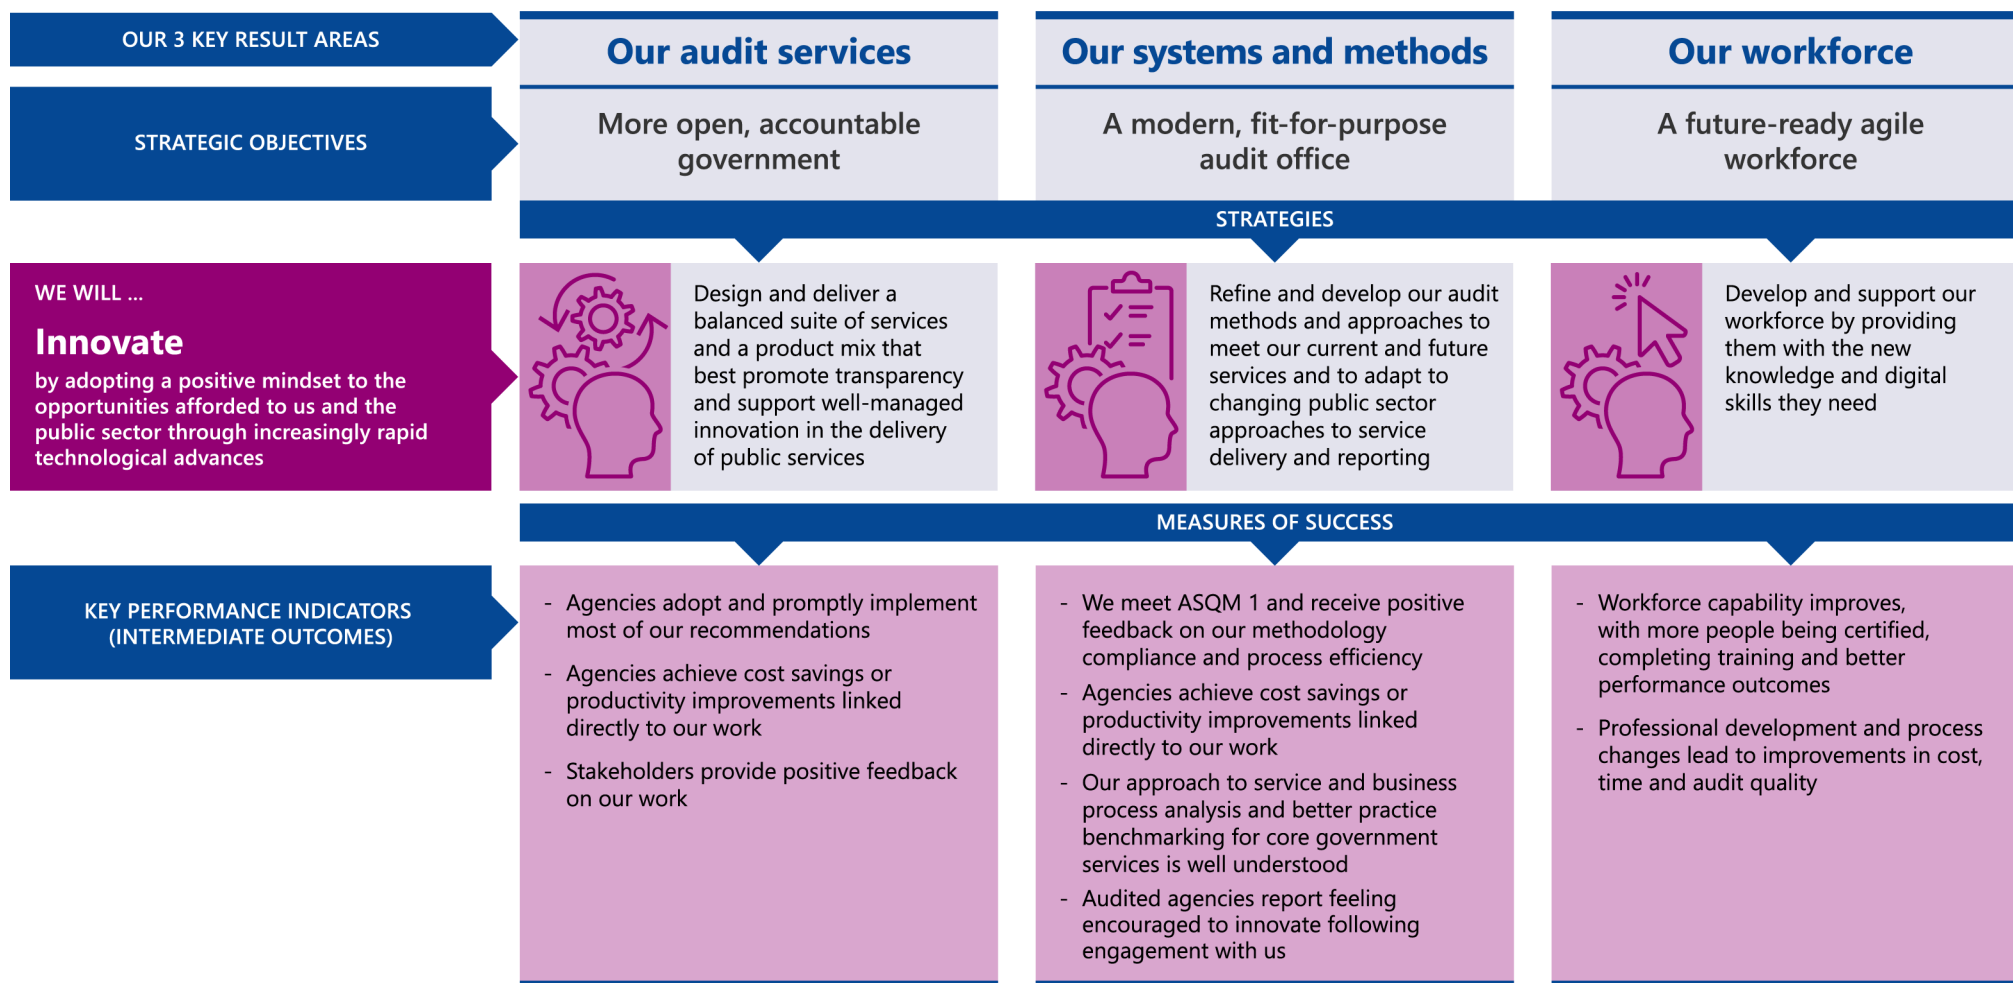 OUR 3 KEY RESULT AREAS
Our audit services
Our systems and methods
Our workforce
STRATEGIC OBJECTIVES
More open, accountable
government
A modern, fit-for-purpose
audit office
A future-ready agile
workforce
STRATEGIES
WE WILL ...
Innovate
by adopting a positive mindset to the
opportunities afforded to us and the
public sector through increasingly rapid
technological advances
Design and deliver a
balanced suite of services
and a product mix that
best promote transparency
and support well-managed
innovation in the delivery
of public services
Refine and develop our audit
methods and approaches to
meet our current and future
services and to adapt to
changing public sector
approaches to service
delivery and reporting
Develop and support our
workforce by providing
them with the new
knowledge and digital
skills they need
MEASURES OF SUCCESS
KEY PERFORMANCE INDICATORS
(INTERMEDIATE OUTCOMES)
- Agencies adopt and promptly implement
most of our recommendations
- Agencies achieve cost savings or
productivity improvements linked
directly to our work
- Stakeholders provide positive feedback
on our work
- We meet ASQM 1 and receive positive
feedback on our methodology
compliance and process efficiency
- Agencies achieve cost savings or
productivity improvements linked
directly to our work
- Our approach to service and business
process analysis and better practice
benchmarking for core government
services is well understood
- Audited agencies report feeling
encouraged to innovate following
engagement with us
- Workforce capability improves,
with more people being certified,
completing training and better
performance outcomes
- Professional development and process
changes lead to improvements in cost,
time and audit quality